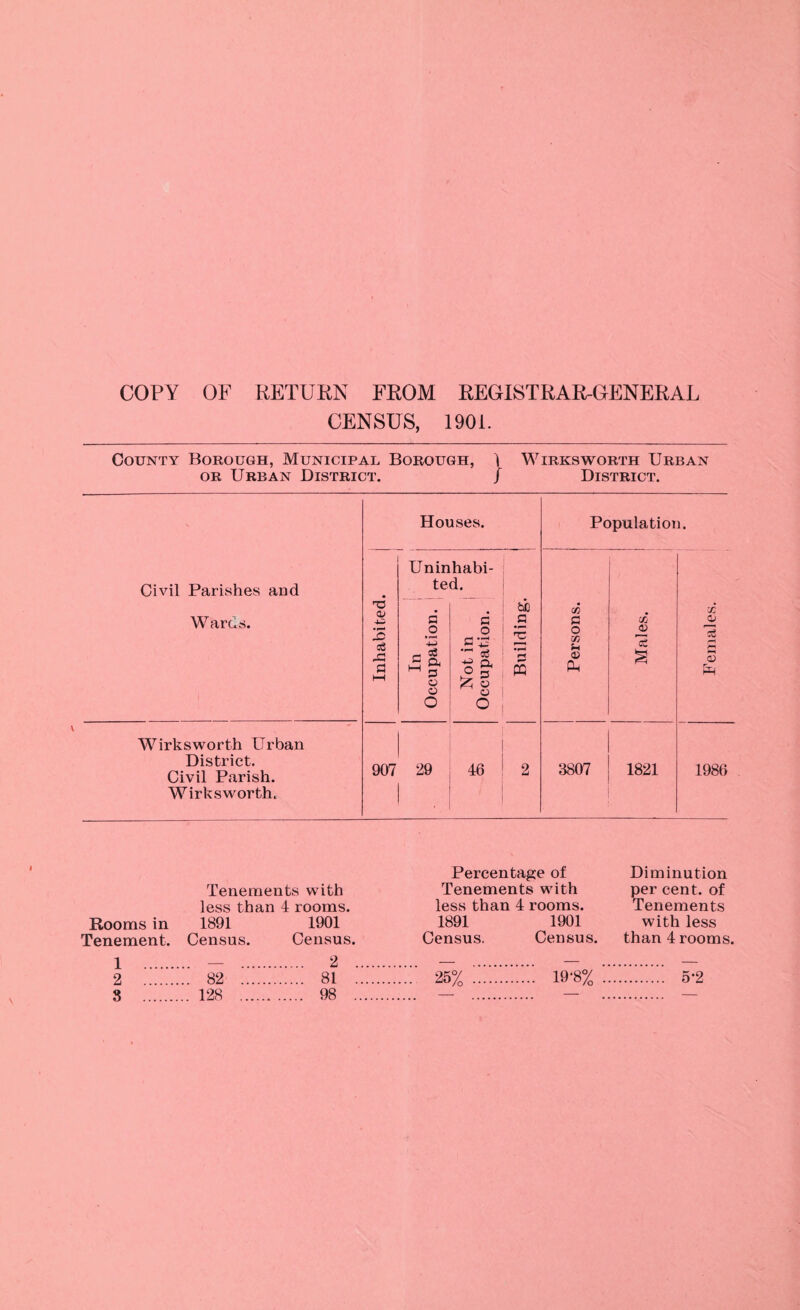 COPY OF RETURN FROM REGISTRAR-GENERAL
CENSUS, 1901.
County Borough, Municipal Borough, } Wirksworth Urban
or Urban District. } District.
Civil Parishes and
Wards.
Houses.
Population.
Inhabited.
Uninhabi-
ted.
In
Occupation.
Not in
Occupation.
Building.
Persons.
Males.
Females.
Wirksworth Urban
District.
Civil Parish.
Wirksworth.
907 29 46 2 3807 1821 1986
Rooms in
Tenement.
Tenements with
less than 4 rooms.
1891 1901
Census. Census.
Percentage of
Tenements with
less than 4 rooms.
1891 1901
Census. Census.
Diminution
per cent. of
Tenements
with less
than 4 rooms.
1 ......... — ............ 2 ............ — ............ — ............ —
2 ......... 82 ............ 81 ............ 25% ............ 19·8% ............ 5·2
3 ......... 128 ............ 98 ............ — ............ — ............ —